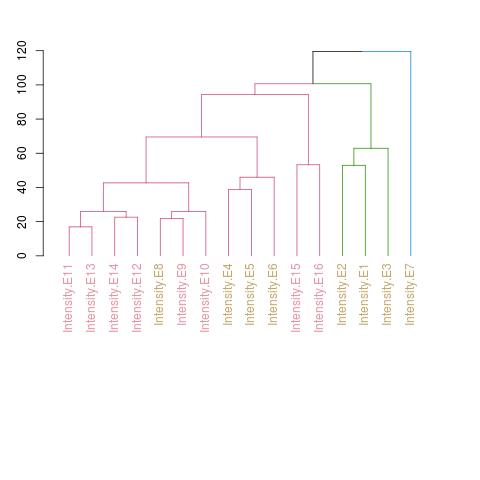 120
100
80
60
40
20
0
Intensity.E11
Intensity.E13
Intensity.E14
Intensity.E12
Intensity.E8
Intensity.E9
Intensity.E10
Intensity.E4
Intensity.E5
Intensity.E6
Intensity.E15
Intensity.E16
Intensity.E2
Intensity.E1
Intensity.E3
Intensity.E7